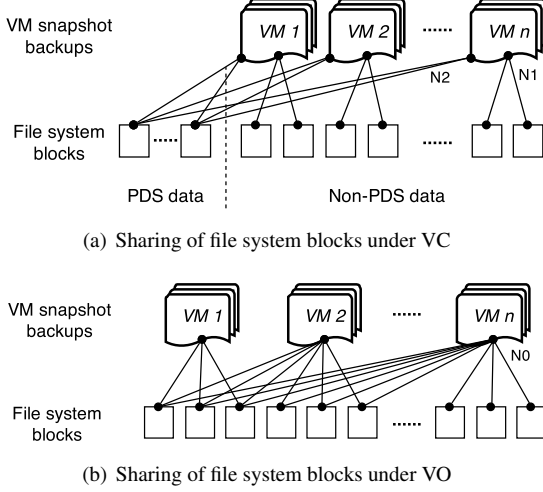 VM snapshot
backups
VM 1
VM 2
VM n
N2
N1
File system
blocks
PDS data
Non-PDS data
(a) Sharing of file system blocks under VC
VM snapshot
backups
VM 1
VM 2
VM n
N0
File system
blocks
(b) Sharing of file system blocks under VO